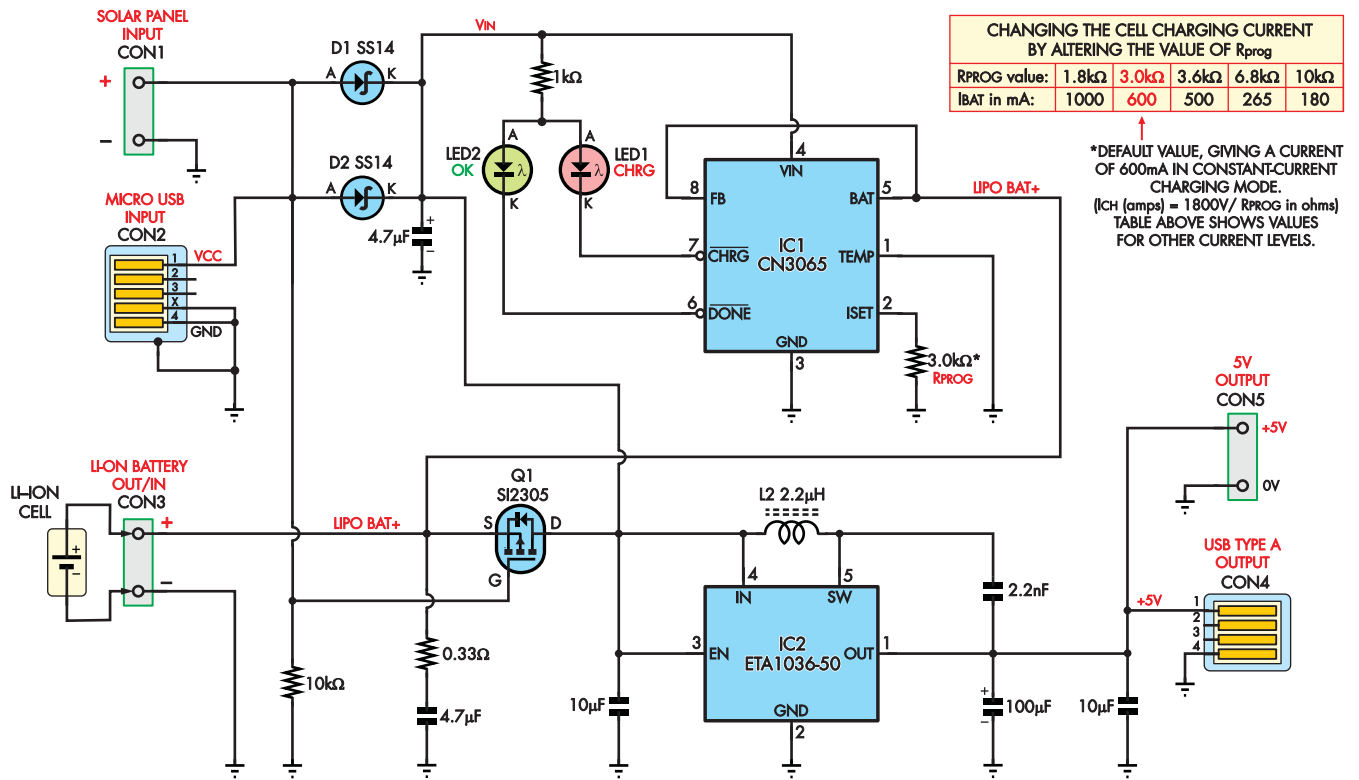 SOLAR PANEL
INPUT
CON1
+
–
D1 SS14
A
K
VIN
1kΩ
D2 SS14
A
K
MICRO USB
INPUT
CON2
1
2
3
X
4
VCC
GND
4.7µF
+
–
LED2
OK
A
λ
K
LED1
CHRG
A
λ
K
4
VIN
8
FB
BAT
5
LIPO BAT+
7
CHRG
IC1
CN3065
TEMP
1
6
DONE
ISET
2
GND
3
3.0kΩ*
RPROG
CHANGING THE CELL CHARGING CURRENT
BY ALTERING THE VALUE OF Rprog
RPROG value: 1.8kΩ 3.0kΩ 3.6kΩ 6.8kΩ 10kΩ
IBAT in mA: 1000 600 500 265 180
*DEFAULT VALUE, GIVING A CURRENT
OF 600mA IN CONSTANT-CURRENT
CHARGING MODE.
(ICH (amps) = 1800V/ RPROG in ohms)
TABLE ABOVE SHOWS VALUES
FOR OTHER CURRENT LEVELS.
LI-ION
CELL
+
–
LI-ON BATTERY
OUT/IN
CON3
+
–
LIPO BAT+
Q1
SI2305
S
D
G
10kΩ
0.33Ω
4.7µF
10µF
L2 2.2µH
4
IN
5
SW
3
EN
IC2
ETA1036-50
OUT
1
GND
2
2.2nF
+
–
100µF
10µF
5V
OUTPUT
CON5
+5V
0V
USB TYPE A
OUTPUT
CON4
+5V
1
2
3
4